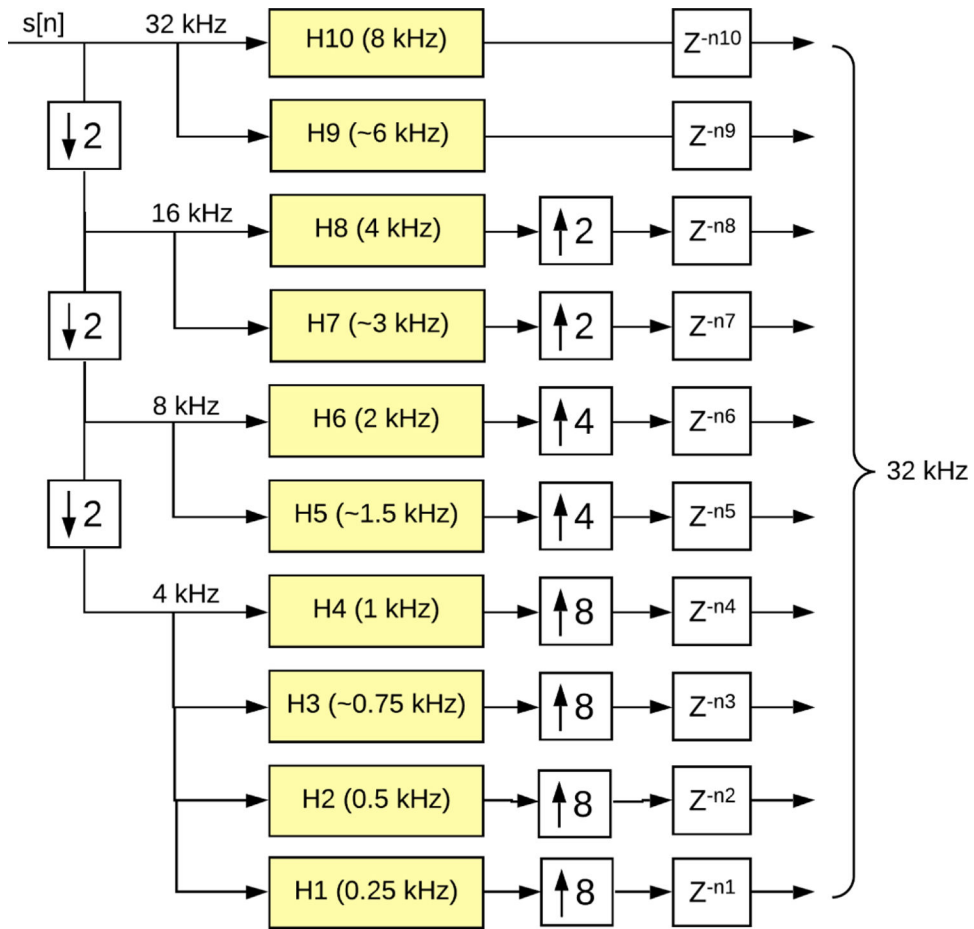 s[n]
32 kHz
H10 (8 kHz)
Z-n10
↓2
H9 (~6 kHz)
Z-n9
16 kHz
H8 (4 kHz)
↑2
Z-n8
↓2
H7 (~3 kHz)
↑2
Z-n7
8 kHz
H6 (2 kHz)
↑4
Z-n6
32 kHz
↓2
H5 (~1.5 kHz)
↑4
Z-n5
4 kHz
H4 (1 kHz)
↑8
Z-n4
H3 (~0.75 kHz)
↑8
Z-n3
H2 (0.5 kHz)
↑8
Z-n2
H1 (0.25 kHz)
↑8
Z-n1